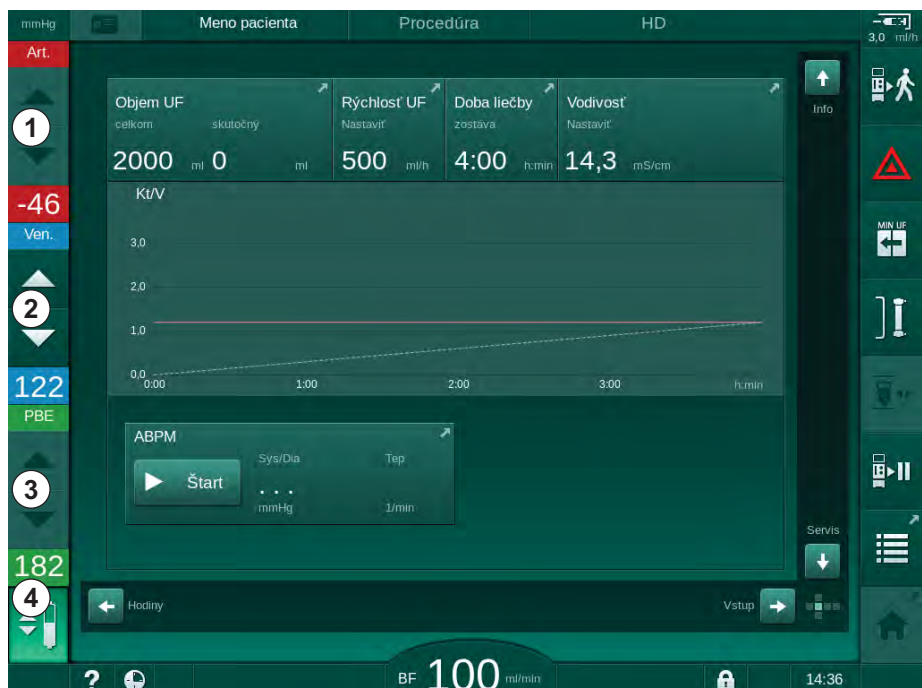 mmHg
Meno pacienta
Procedúra
HD
3,0 ml/h
Art.
1
-46
Ven.
2
122
PBE
3
182
4
Objem UF
celkom skutočný
2000 ml 0 ml
Rýchlosť UF
Nastaviť
500 ml/h
Doba liečby
zostáva
4:00 h:min
Vodivosť
Nastaviť
14,3 mS/cm
Info
MIN UF
Kt/V
3,0
2,0
1,0
0,0
0:00 1:00 2:00 3:00 h:min
ABPM
Štart
Sys/Dia
. . .
mmHg
Tep
1/min
Servis
Hodiny
Vstup
?
BF 100 ml/min
14:36